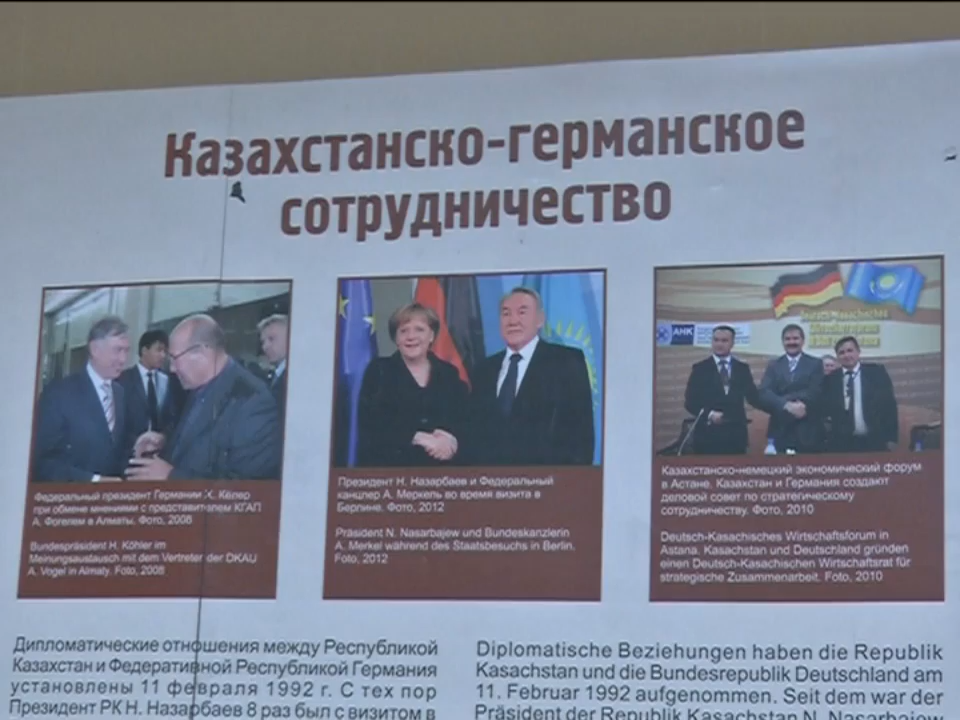 Казахстанско-германское
сотрудничество
АНК
Федеральный президент Германии Х. Кёлер
при обмене мнениями с представителем КГАП
А. Фогелем в Алматы. Фото, 2008
Bundespräsident H. Köhler im
Meinungsaustausch mit dem Vertreter der DKAU
A. Vogel in Almaty. Foto, 2008
Президент Н. Назарбаев и Федеральный
канцлер А. Меркель во время визита в
Берлине. Фото, 2012
Präsident N. Nasarbajew und Bundeskanzlerin
A. Merkel während des Staatsbesuchs in Berlin.
Foto, 2012
Казахстанско-немецкий экономический форум
в Астане. Казахстан и Германия создают
деловой совет по стратегическому
сотрудничеству. Фото, 2010
Deutsch-Kasachisches Wirtschaftsforum in
Astana. Kasachstan und Deutschland gründen
einen Deutsch-Kasachischen Wirtschaftsrat für
strategische Zusammenarbeit. Foto, 2010
Дипломатические отношения между Республикой
Казахстан и Федеративной Республикой Германия
установлены 11 февраля 1992 г. С тех пор
Президент РК Н. Назарбаев 8 раз был с визитом в
Diplomatische Beziehungen haben die Republik
Kasachstan und die Bundesrepublik Deutschland am
11. Februar 1992 aufgenommen. Seit dem war der
Präsident der Republik Kasachstan N. Nasarbajew